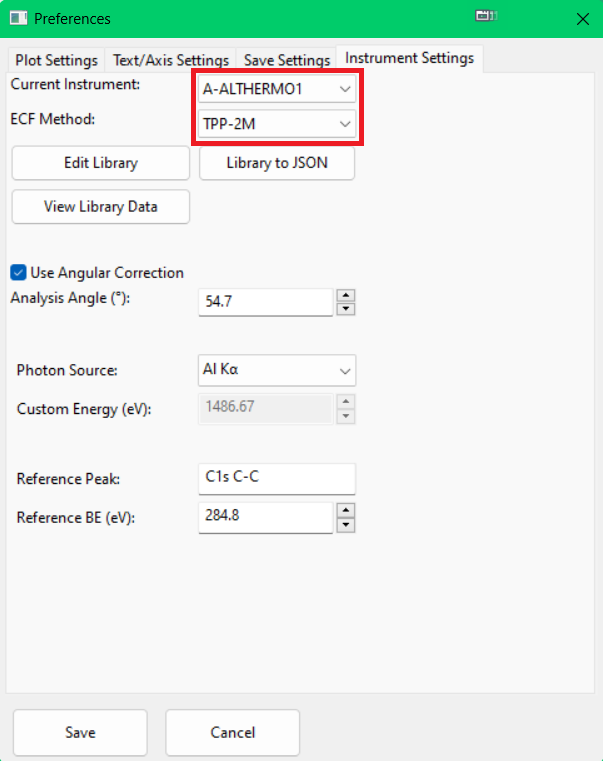 Preferences
Plot Settings Text/Axis Settings Save Settings Instrument Settings
Current Instrument: A-ALTHERMO1
ECF Method: TPP-2M
Edit Library Library to JSON
View Library Data
Use Angular Correction
Analysis Angle (°): 54.7
Photon Source: Al Kα
Custom Energy (eV): 1486.67
Reference Peak: C1s C-C
Reference BE (eV): 284.8
Save Cancel